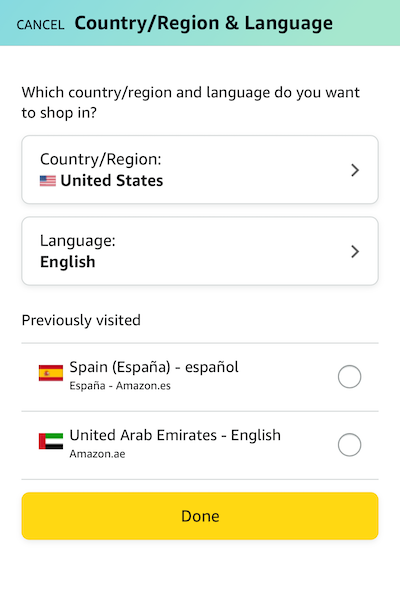 CANCEL Country/Region & Language
Which country/region and language do you want
to shop in?
Country/Region:
United States
Language:
English
Previously visited
Spain (España) - español
España - Amazon.es
United Arab Emirates - English
Amazon.ae
Done